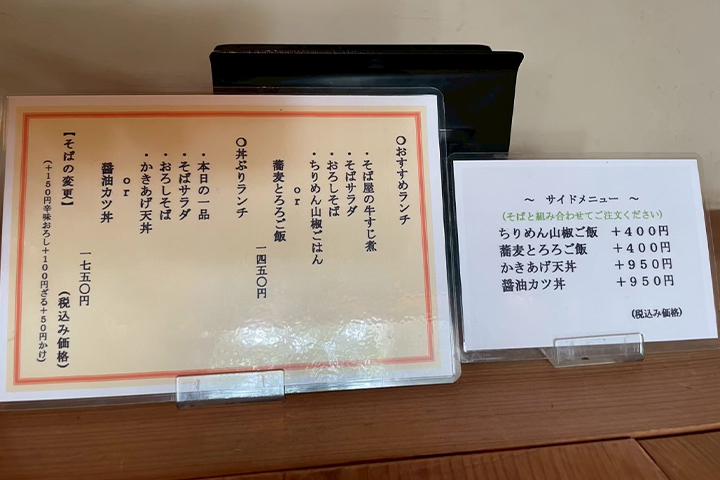 〇おすすめランチ
・そば屋の牛すじ煮
・そばサラダ
・おろしそば
・ちりめん山椒ごはん
or
蕎麦とろろご飯
一四五〇円
〇丼ぶりランチ
・本日の一品
・そばサラダ
・おろしそば
・かきあげ天丼
or
醤油カツ丼
一七五〇円
【そばの変更】
(税込み価格)
(+150円辛味おろし+100円ざる+50円かけ)
～ サイドメニュー ～
(そばと組み合わせてご注文ください)
ちりめん山椒ご飯 +400円
蕎麦とろろご飯 +400円
かきあげ天丼 +950円
醤油カツ丼 +950円
(税込み価格)